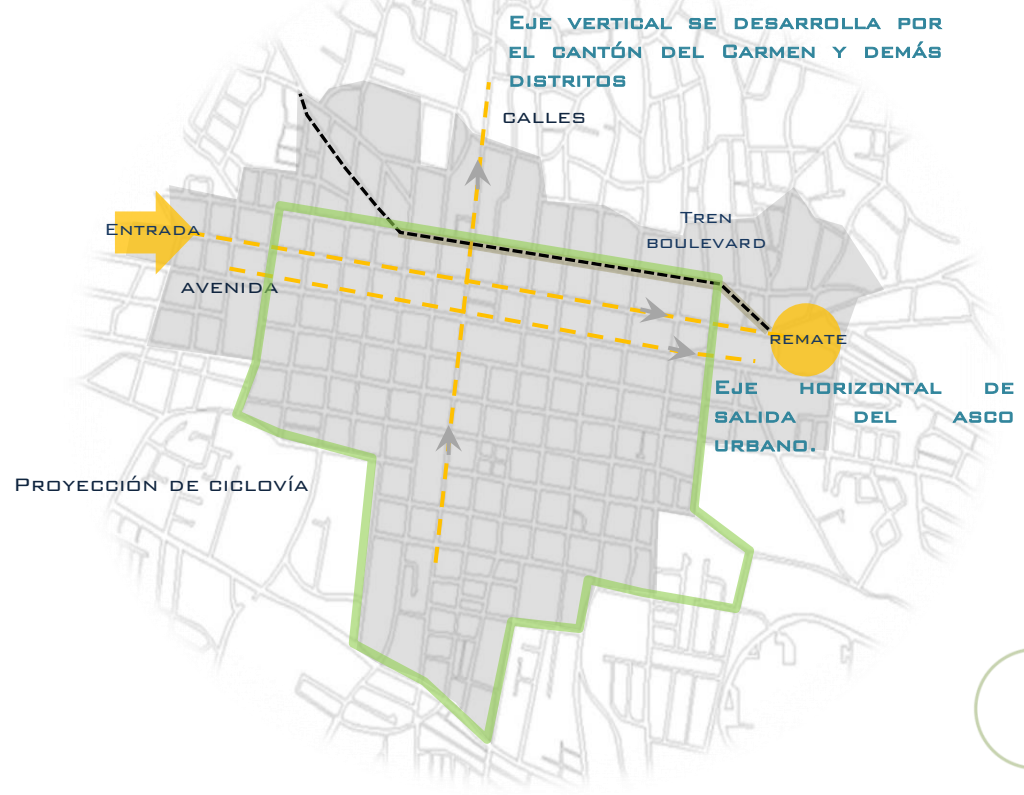 Eje vertical se desarrolla por
el cantón del Carmen y demás
distritos
calles
Tren
boulevard
Entrada
avenida
remate
Eje horizontal de
salida del asco
urbano.
Proyección de ciclovía